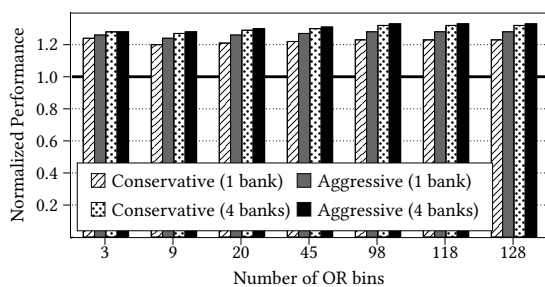 Normalized Performance
1.2
1.0
0.8
0.6
0.4
0.2
Conservative (1 bank) Aggressive (1 bank)
Conservative (4 banks) Aggressive (4 banks)
3 9 20 45 98 118 128
Number of OR bins